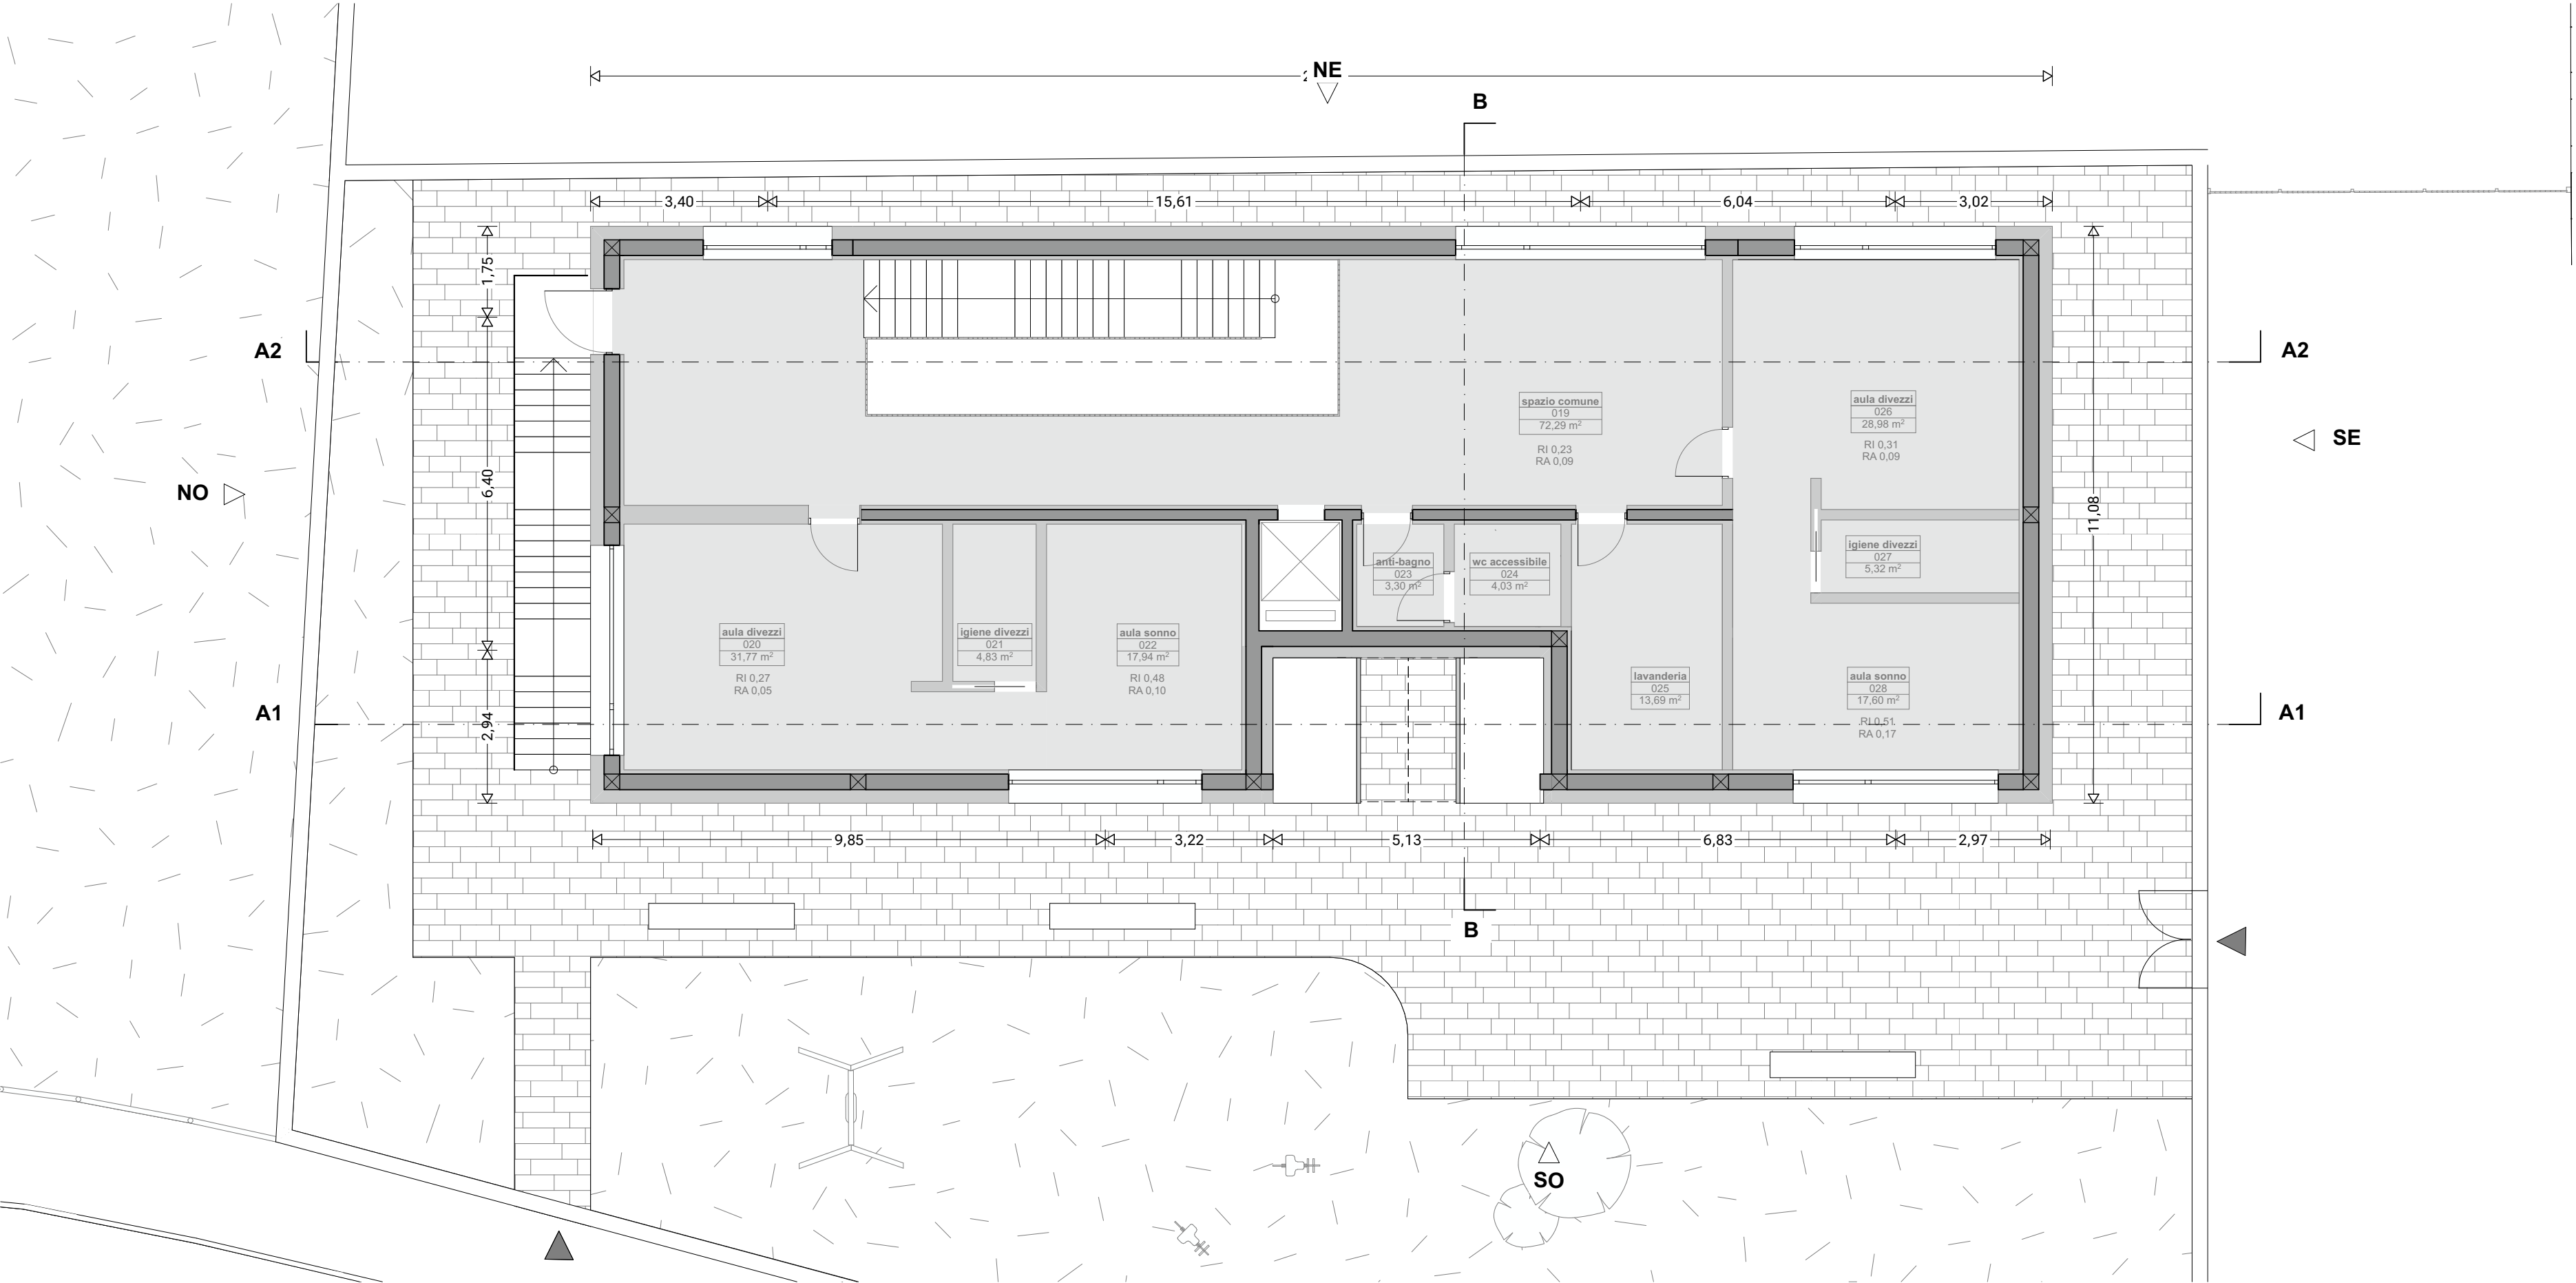 NE
B
3,40
15,61
6,04
3,02
1,75
A2
A2
spazio comune
019
72,29 m²
RI 0,23
RA 0,09
aula divezzi
026
28,98 m²
RI 0,31
RA 0,09
SE
NO
6,40
11,08
anti-bagno
023
3,30 m²
wc accessibile
024
4,03 m²
igiene divezzi
027
5,32 m²
aula divezzi
020
31,77 m²
RI 0,27
RA 0,05
igiene divezzi
021
4,83 m²
aula sonno
022
17,94 m²
RI 0,48
RA 0,10
lavanderia
025
13,69 m²
aula sonno
028
17,60 m²
RI 0,51
RA 0,17
A1
A1
2,94
9,85
3,22
5,13
6,83
2,97
B
SO